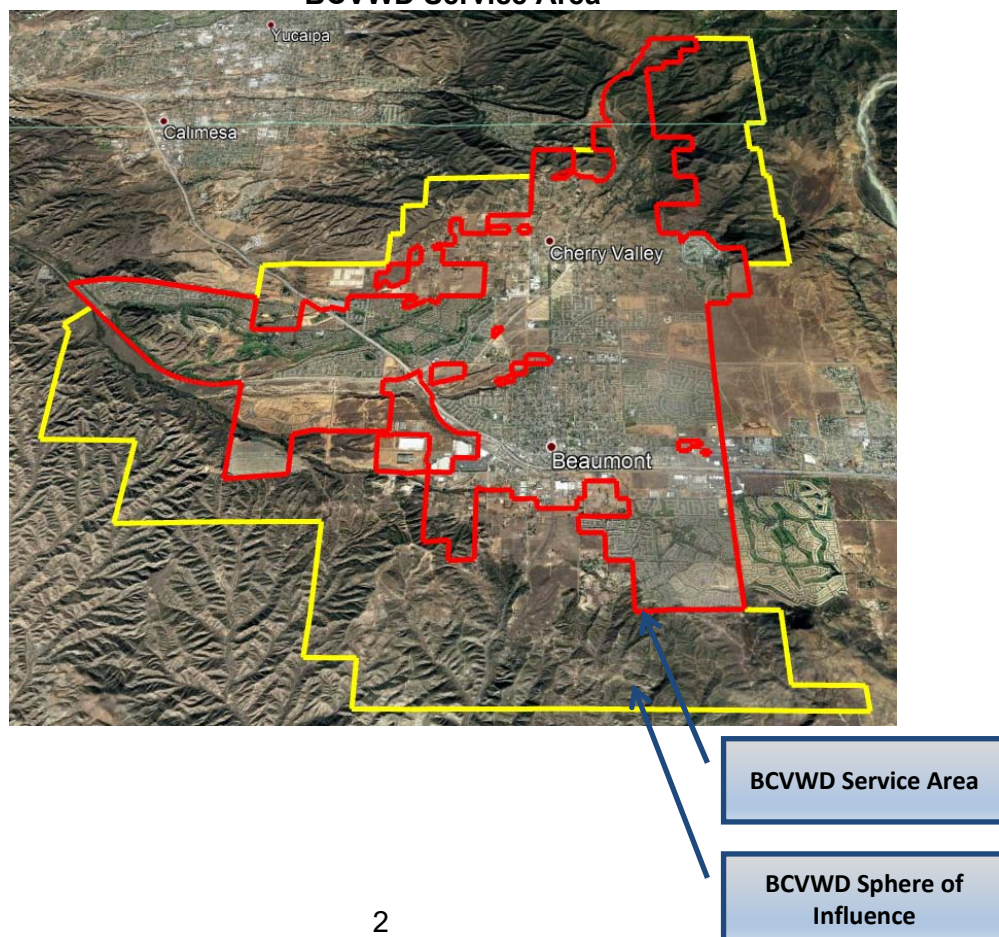 BCVWD Service Area
Yucaipa
Calimesa
Cherry Valley
Beaumont
BCVWD Service Area
BCVWD Sphere of
Influence
2